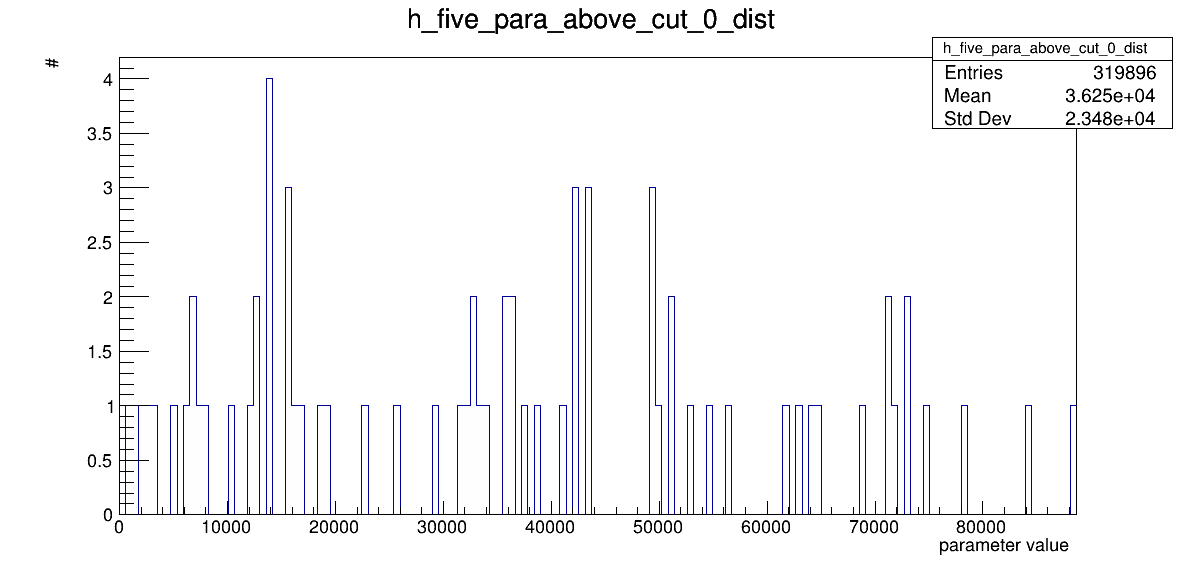 h_five_para_above_cut_0_dist
h_five_para_above_cut_0_dist
Entries 319896
Mean 3.625e+04
Std Dev 2.348e+04
#
4
3.5
3
2.5
2
1.5
1
0.5
0
0 10000 20000 30000 40000 50000 60000 70000 80000
parameter value